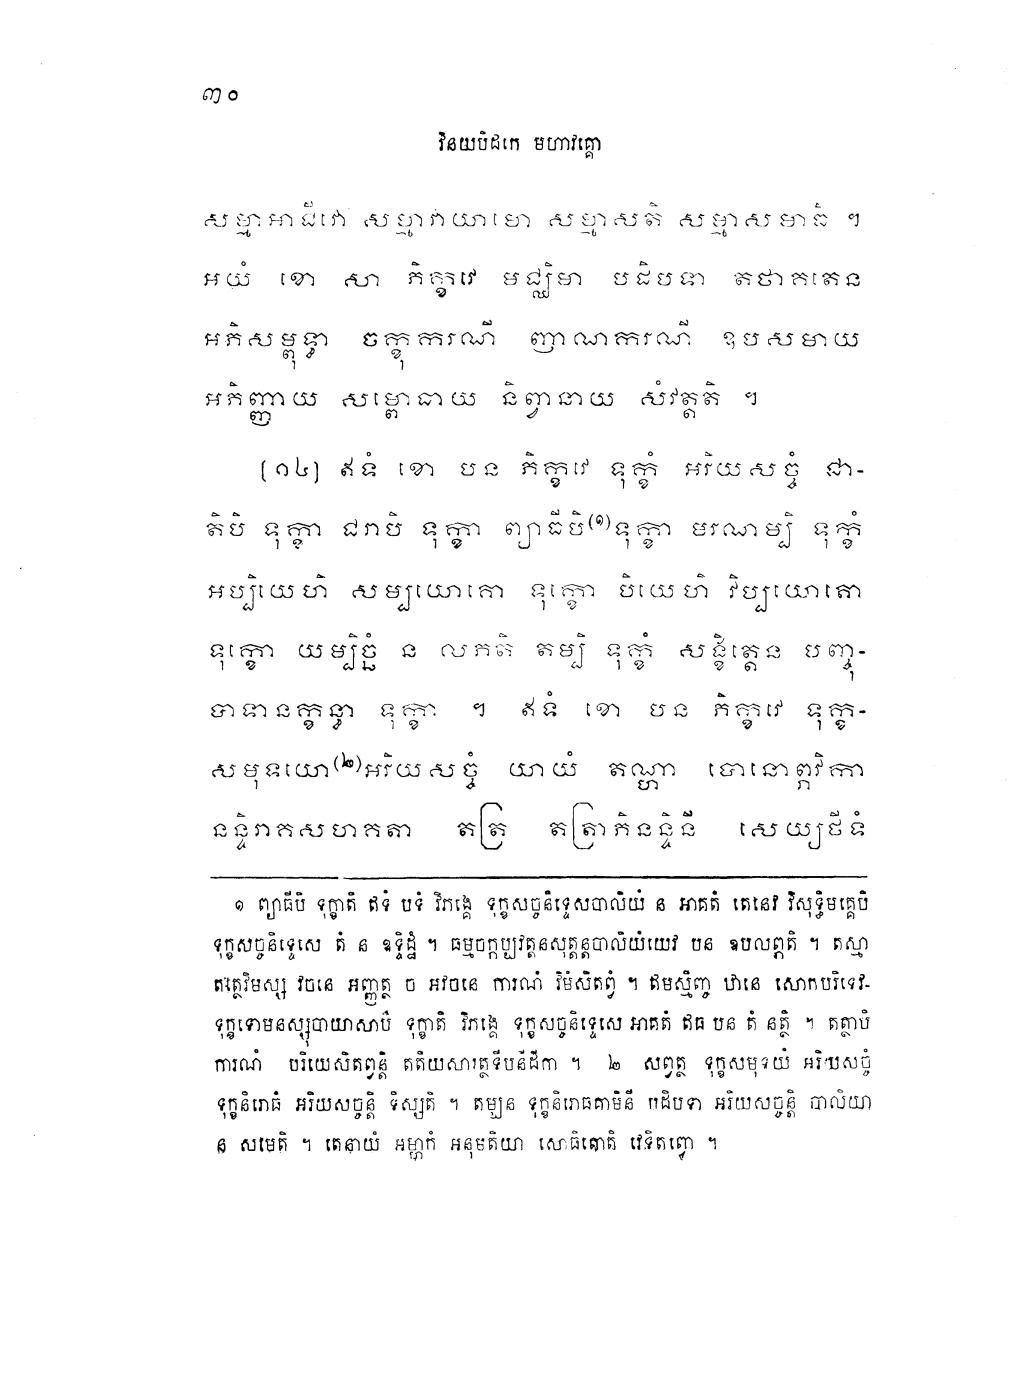 ៣០
វិនយបិដកេ មហាវគ្គោ
សម្មាអាជីវោ សម្មាវាយាមោ សម្មាសតិ សម្មាសមាធិ ។
អយំ ខោ សា ភិក្ខវេ មជ្ឈិមា បដិបទា តថាគតេន
អភិសម្ពុទ្ធា ចក្ខុករណី ញាណករណី ឧបសមាយ
អភិញ្ញាយ សម្ពោធាយ និព្វានាយ សំវត្តតិ ។
[១៤] ឥទំ ខោ បន ភិក្ខវេ ទុក្ខំ អរិយសច្ចំ ជា-
តិបិ ទុក្ខា ជរាបិ ទុក្ខា ព្យាធីបិ(១)ទុក្ខា មរណម្បិ ទុក្ខំ
អប្បិយេហិ សម្បយោគោ ទុក្ខោ បិយេហិ វិប្បយោគោ
ទុក្ខោ យម្បិច្ឆំ ន លភតិ តម្បិ ទុក្ខំ សង្ខិត្តេន បញ្ចុ-
បាទានក្ខន្ធា ទុក្ខា ។ ឥទំ ខោ បន ភិក្ខវេ ទុក្ខ-
សមុទយោ(២)អរិយសច្ចំ យាយំ តណ្ហា បោនោព្ភវិកា
នន្ទិរាគសហគតា តត្រ តត្រាភិនន្ទិនី សេយ្យថីទំ
១ ព្យាធីបិ ទុក្ខាតិ ឥទំ បទំ វិភង្គេ ទុក្ខសច្ចនិទ្ទេសបាលិយំ ន អាគតំ តេនេវ វិសុទ្ធិមគ្គេបិ
ទុក្ខសច្ចនិទ្ទេសេ តំ ន ឧទ្ទិដ្ឋំ ។ ធម្មចក្កប្បវត្តនសុត្តន្តបាលិយំយេវ បន ឧបលព្ភតិ ។ តស្មា
តត្ថេវិមស្ស វចនេ អញ្ញត្ថ ច អវចនេ ការណំ វិមំសិតព្វំ ។ ឥមស្មិញ្ច ឋានេ សោកបរិទេវ-
ទុក្ខទោមនស្សុបាយាសាបិ ទុក្ខាតិ វិភង្គេ ទុក្ខសច្ចនិទ្ទេសេ អាគតំ ឥធ បន តំ នត្ថិ ។ តត្ថាបិ
ការណំ បរិយេសិតព្វន្តិ តតិយសារត្ថទីបនីដីកា ។ ២ សព្វត្ថ ទុក្ខសមុទយំ អរិយសច្ចំ
ទុក្ខនិរោធំ អរិយសច្ចន្តិ ទិស្សតិ ។ តម្បន ទុក្ខនិរោធគាមិនី បដិបទា អរិយសច្ចន្តិ បាលិយា
ន សមេតិ ។ តេនាយំ អម្ហាកំ អនុមតិយា សោធិតោតិ វេទិតព្វោ ។